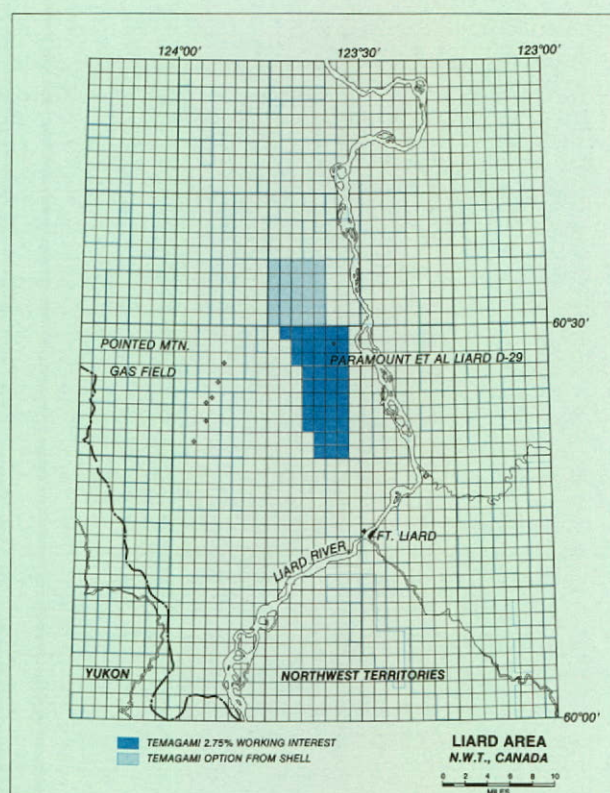 124°00' 123°30' 123°00'
60°30'
POINTED MTN.
GAS FIELD
PARAMOUNT ET AL LIARD D-29
FT. LIARD
LIARD RIVER
YUKON
NORTHWEST TERRITORIES
60°00'
TEMAGAMI 2.75% WORKING INTEREST
TEMAGAMI OPTION FROM SHELL
LIARD AREA
N.W.T., CANADA
0 2 4 6 8 10
MILES